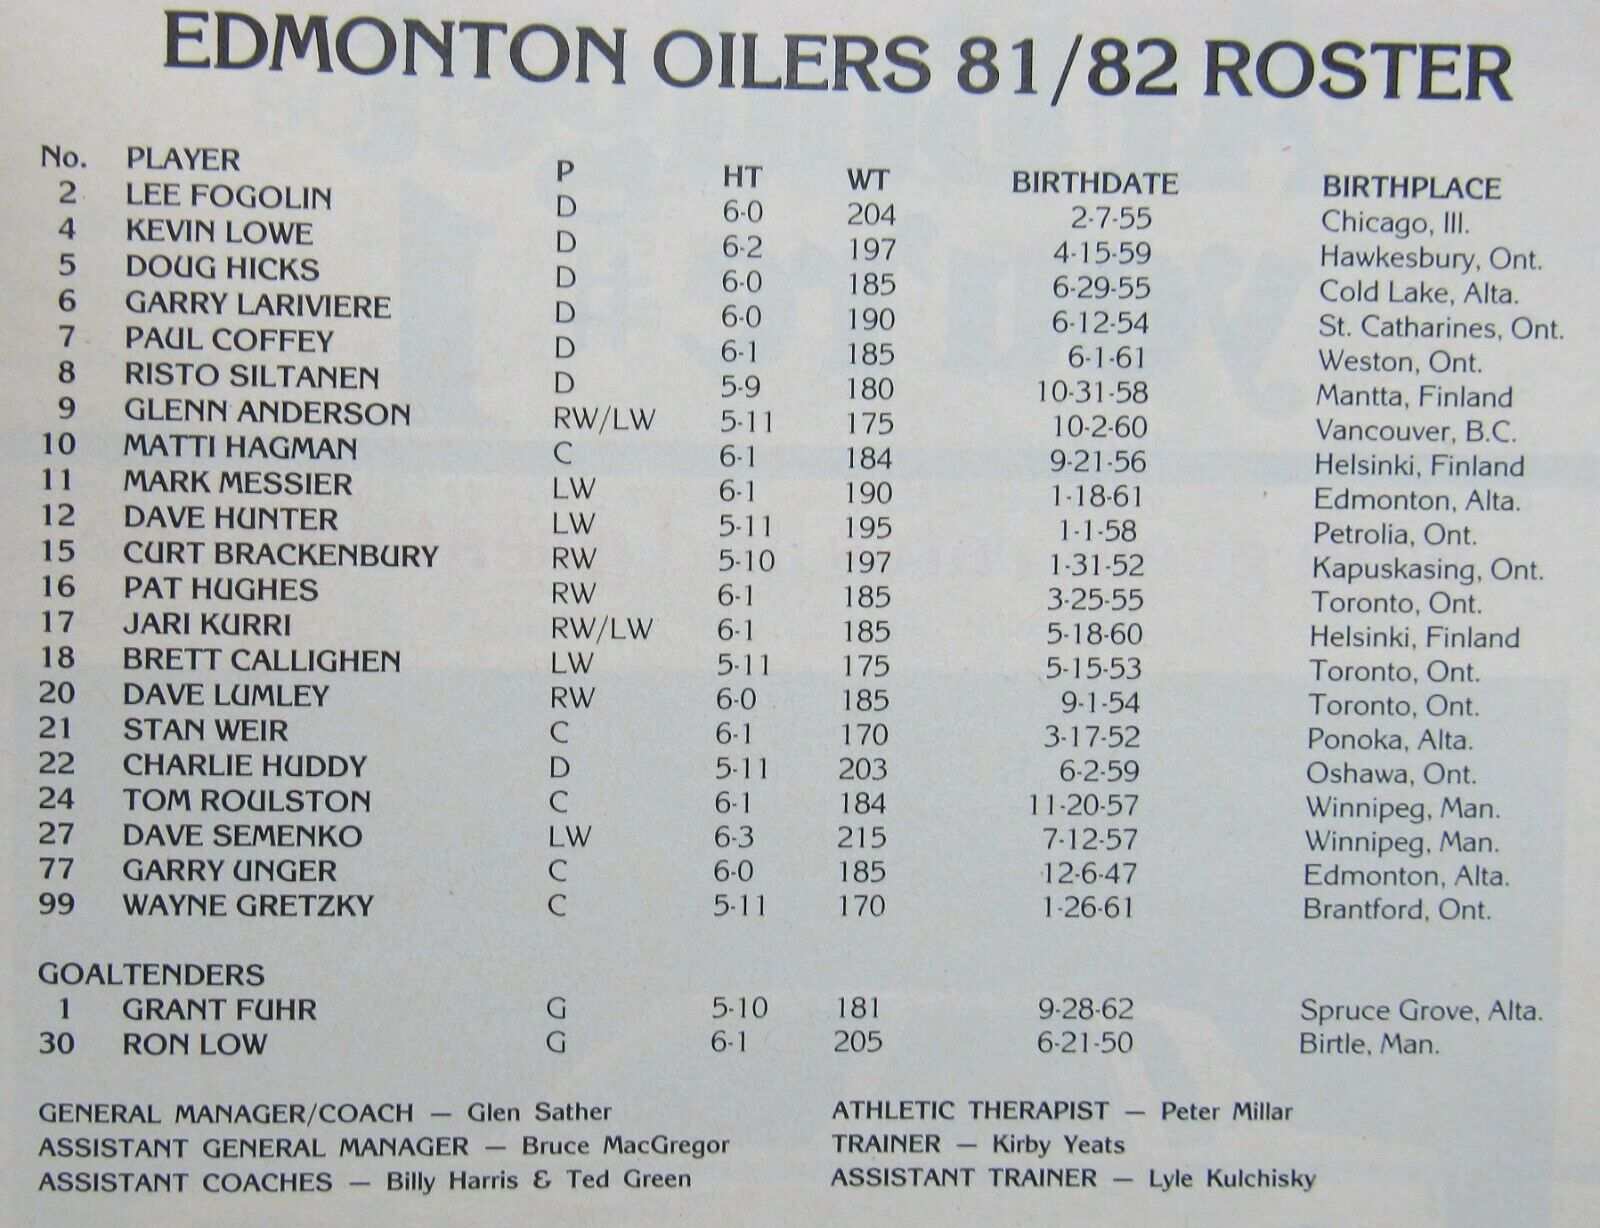 EDMONTON OILERS 81/82 ROSTER
No. PLAYER P HT WT BIRTHDATE BIRTHPLACE
2 LEE FOGOLIN D 6-0 204 2-7-55 Chicago, Ill.
4 KEVIN LOWE D 6-2 197 4-15-59 Hawkesbury, Ont.
5 DOUG HICKS D 6-0 185 6-29-55 Cold Lake, Alta.
6 GARRY LARIVIERE D 6-0 190 6-12-54 St. Catharines, Ont.
7 PAUL COFFEY D 6-1 185 6-1-61 Weston, Ont.
8 RISTO SILTANEN D 5-9 180 10-31-58 Mantta, Finland
9 GLENN ANDERSON RW/LW 5-11 175 10-2-60 Vancouver, B.C.
10 MATTI HAGMAN C 6-1 184 9-21-56 Helsinki, Finland
11 MARK MESSIER LW 6-1 190 1-18-61 Edmonton, Alta.
12 DAVE HUNTER LW 5-11 195 1-1-58 Petrolia, Ont.
15 CURT BRACKENBURY RW 5-10 197 1-31-52 Kapuskasing, Ont.
16 PAT HUGHES RW 6-1 185 3-25-55 Toronto, Ont.
17 JARI KURRI RW/LW 6-1 185 5-18-60 Helsinki, Finland
18 BRETT CALLIGHEN LW 5-11 175 5-15-53 Toronto, Ont.
20 DAVE LUMLEY RW 6-0 185 9-1-54 Toronto, Ont.
21 STAN WEIR C 6-1 170 3-17-52 Ponoka, Alta.
22 CHARLIE HUDDY D 5-11 203 6-2-59 Oshawa, Ont.
24 TOM ROULSTON C 6-1 184 11-20-57 Winnipeg, Man.
27 DAVE SEMENKO LW 6-3 215 7-12-57 Winnipeg, Man.
77 GARRY UNGER C 6-0 185 12-6-47 Edmonton, Alta.
99 WAYNE GRETZKY C 5-11 170 1-26-61 Brantford, Ont.
GOALTENDERS
1 GRANT FUHR G 5-10 181 9-28-62 Spruce Grove, Alta.
30 RON LOW G 6-1 205 6-21-50 Birtle, Man.
GENERAL MANAGER/COACH — Glen Sather
ASSISTANT GENERAL MANAGER — Bruce MacGregor
ASSISTANT COACHES — Billy Harris & Ted Green
ATHLETIC THERAPIST — Peter Millar
TRAINER — Kirby Yeats
ASSISTANT TRAINER — Lyle Kulchisky